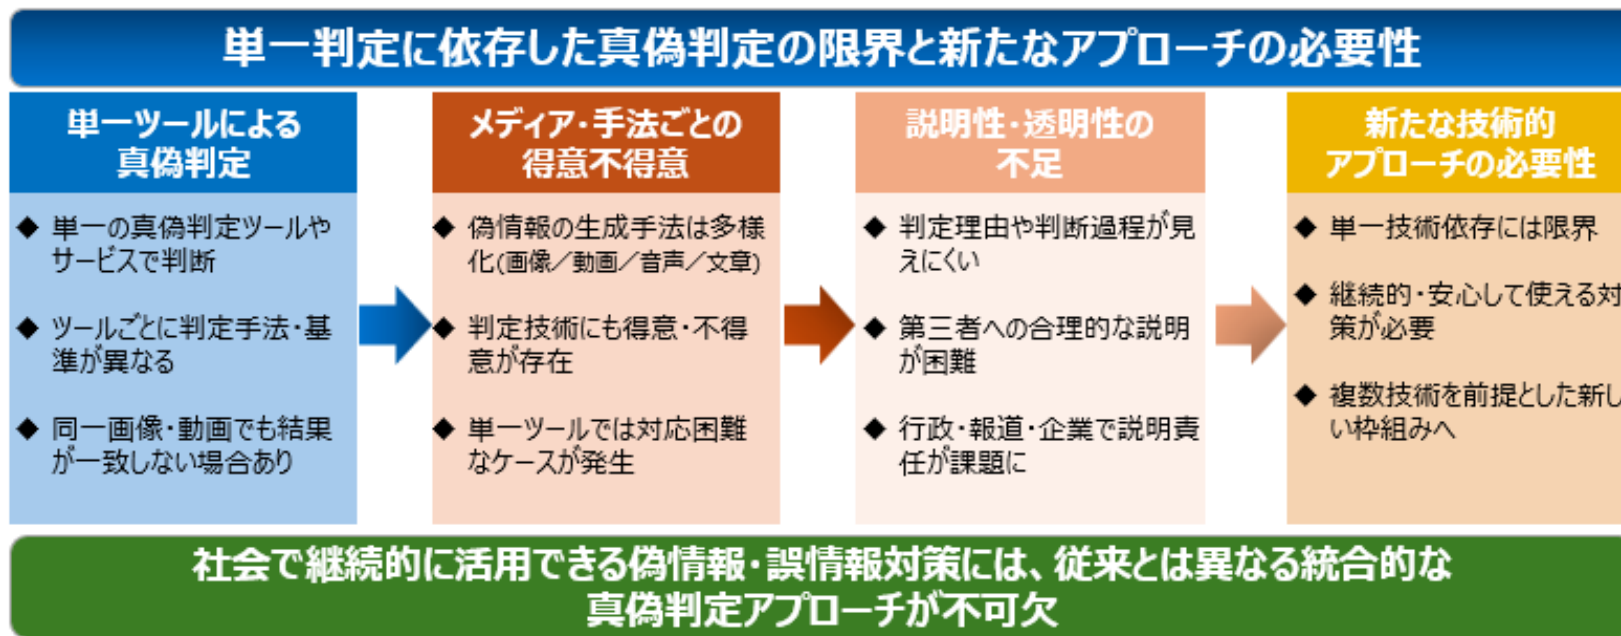 単一判定に依存した真偽判定の限界と新たなアプローチの必要性
単一ツールによる
真偽判定
◆ 単一の真偽判定ツールや
サービスで判断
◆ ツールごとに判定手法・基
準が異なる
◆ 同一画像・動画でも結果
が一致しない場合あり
メディア・手法ごとの
得意不得意
◆ 偽情報の生成手法は多様
化(画像／動画／音声／文章)
◆ 判定技術にも得意・不得
意が存在
◆ 単一ツールでは対応困難
なケースが発生
説明性・透明性の
不足
◆ 判定理由や判断過程が見
えにくい
◆ 第三者への合理的な説明
が困難
◆ 行政・報道・企業で説明責
任が課題に
新たな技術的
アプローチの必要性
◆ 単一技術依存には限界
◆ 継続的・安心して使える対
策が必要
◆ 複数技術を前提とした新し
い枠組みへ
社会で継続的に活用できる偽情報・誤情報対策には、従来とは異なる統合的な
真偽判定アプローチが不可欠